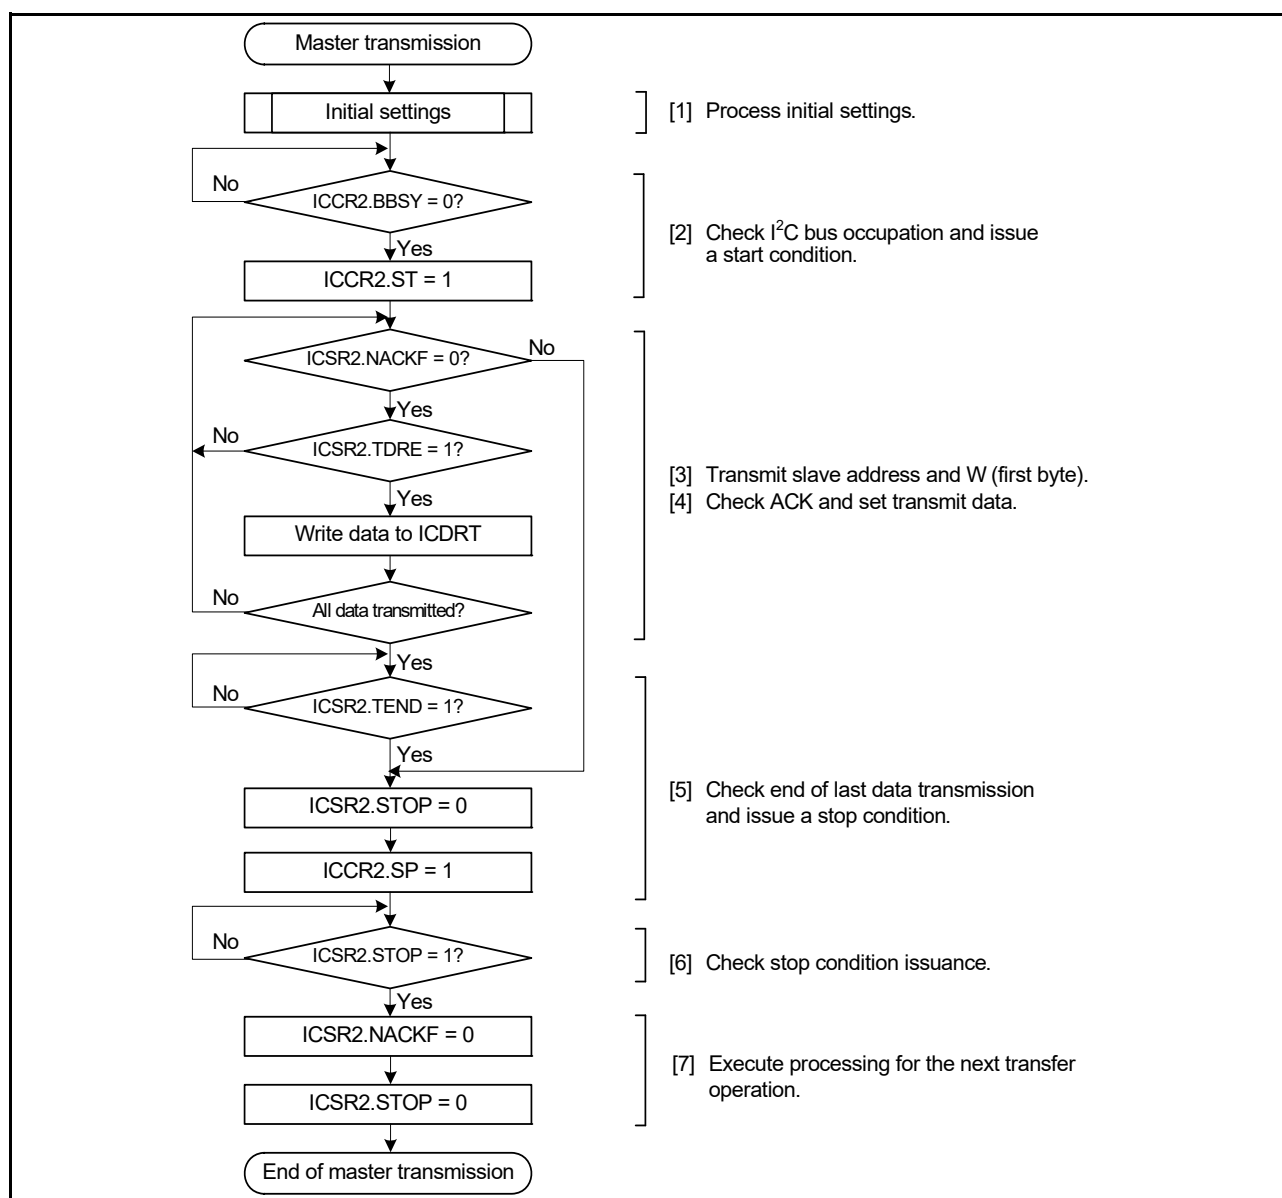 Master transmission
Initial settings
[1] Process initial settings.
No
ICCR2.BBSY = 0?
Yes
[2] Check I²C bus occupation and issue
a start condition.
ICCR2.ST = 1
ICSR2.NACKF = 0?
No
Yes
No
ICSR2.TDRE = 1?
Yes
[3] Transmit slave address and W (first byte).
[4] Check ACK and set transmit data.
Write data to ICDRT
No
All data transmitted?
Yes
No
ICSR2.TEND = 1?
Yes
ICSR2.STOP = 0
[5] Check end of last data transmission
and issue a stop condition.
ICCR2.SP = 1
No
ICSR2.STOP = 1?
[6] Check stop condition issuance.
Yes
ICSR2.NACKF = 0
[7] Execute processing for the next transfer
operation.
ICSR2.STOP = 0
End of master transmission